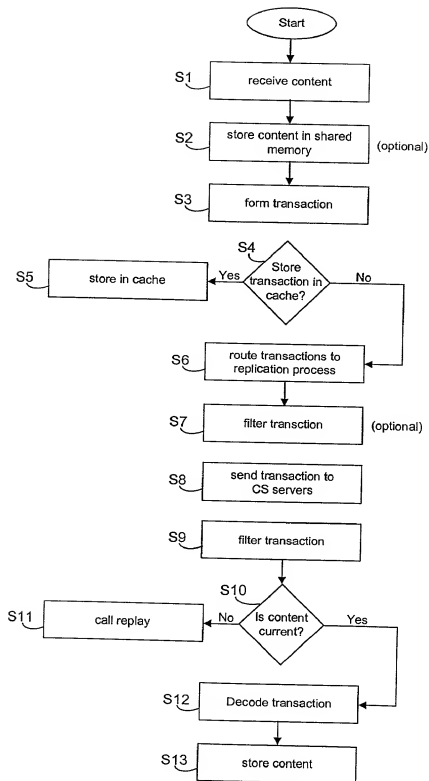 Start
S1
receive content
S2
store content in shared
memory
(optional)
S3
form transaction
S4
Store
transaction in
cache?
Yes
No
S5
store in cache
S6
route transactions to
replication process
S7
filter transction
(optional)
S8
send transaction to
CS servers
S9
filter transaction
S10
Is content
current?
No
Yes
S11
call replay
S12
Decode transaction
S13
store content